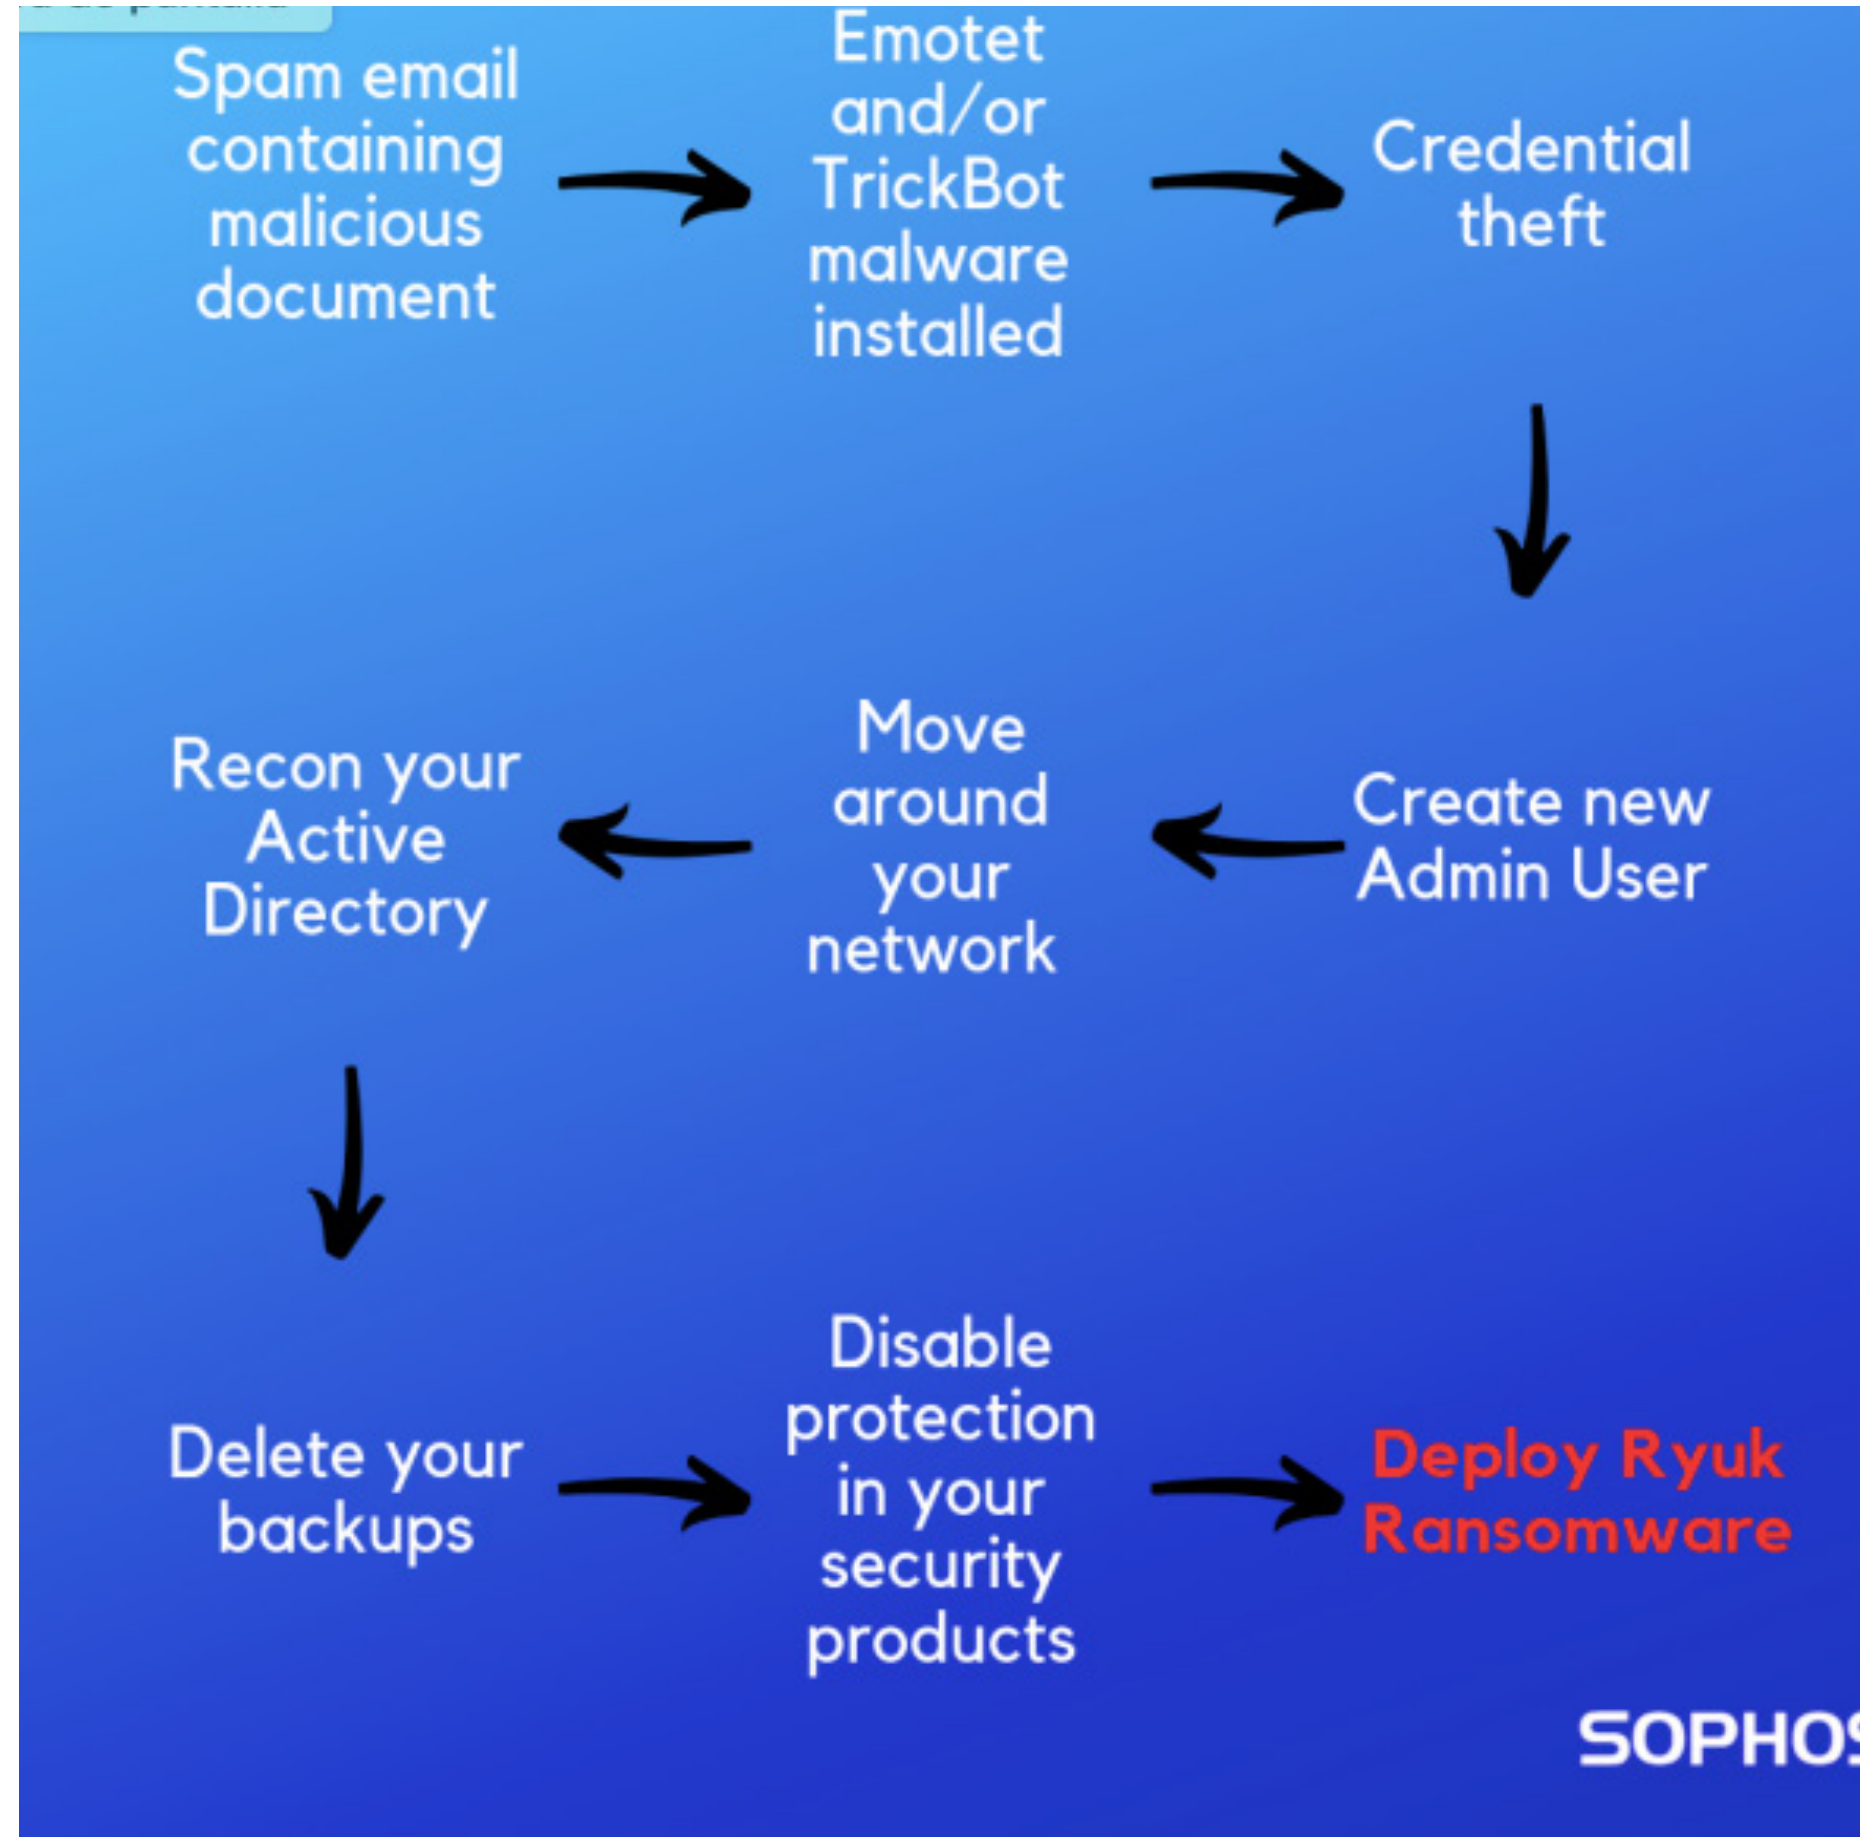 Spam email
containing
malicious
document
Emotet
and/or
TrickBot
malware
installed
Credential
theft
Create new
Admin User
Move
around
your
network
Recon your
Active
Directory
Delete your
backups
Disable
protection
in your
security
products
Deploy Ryuk
Ransomware
SOPHOS